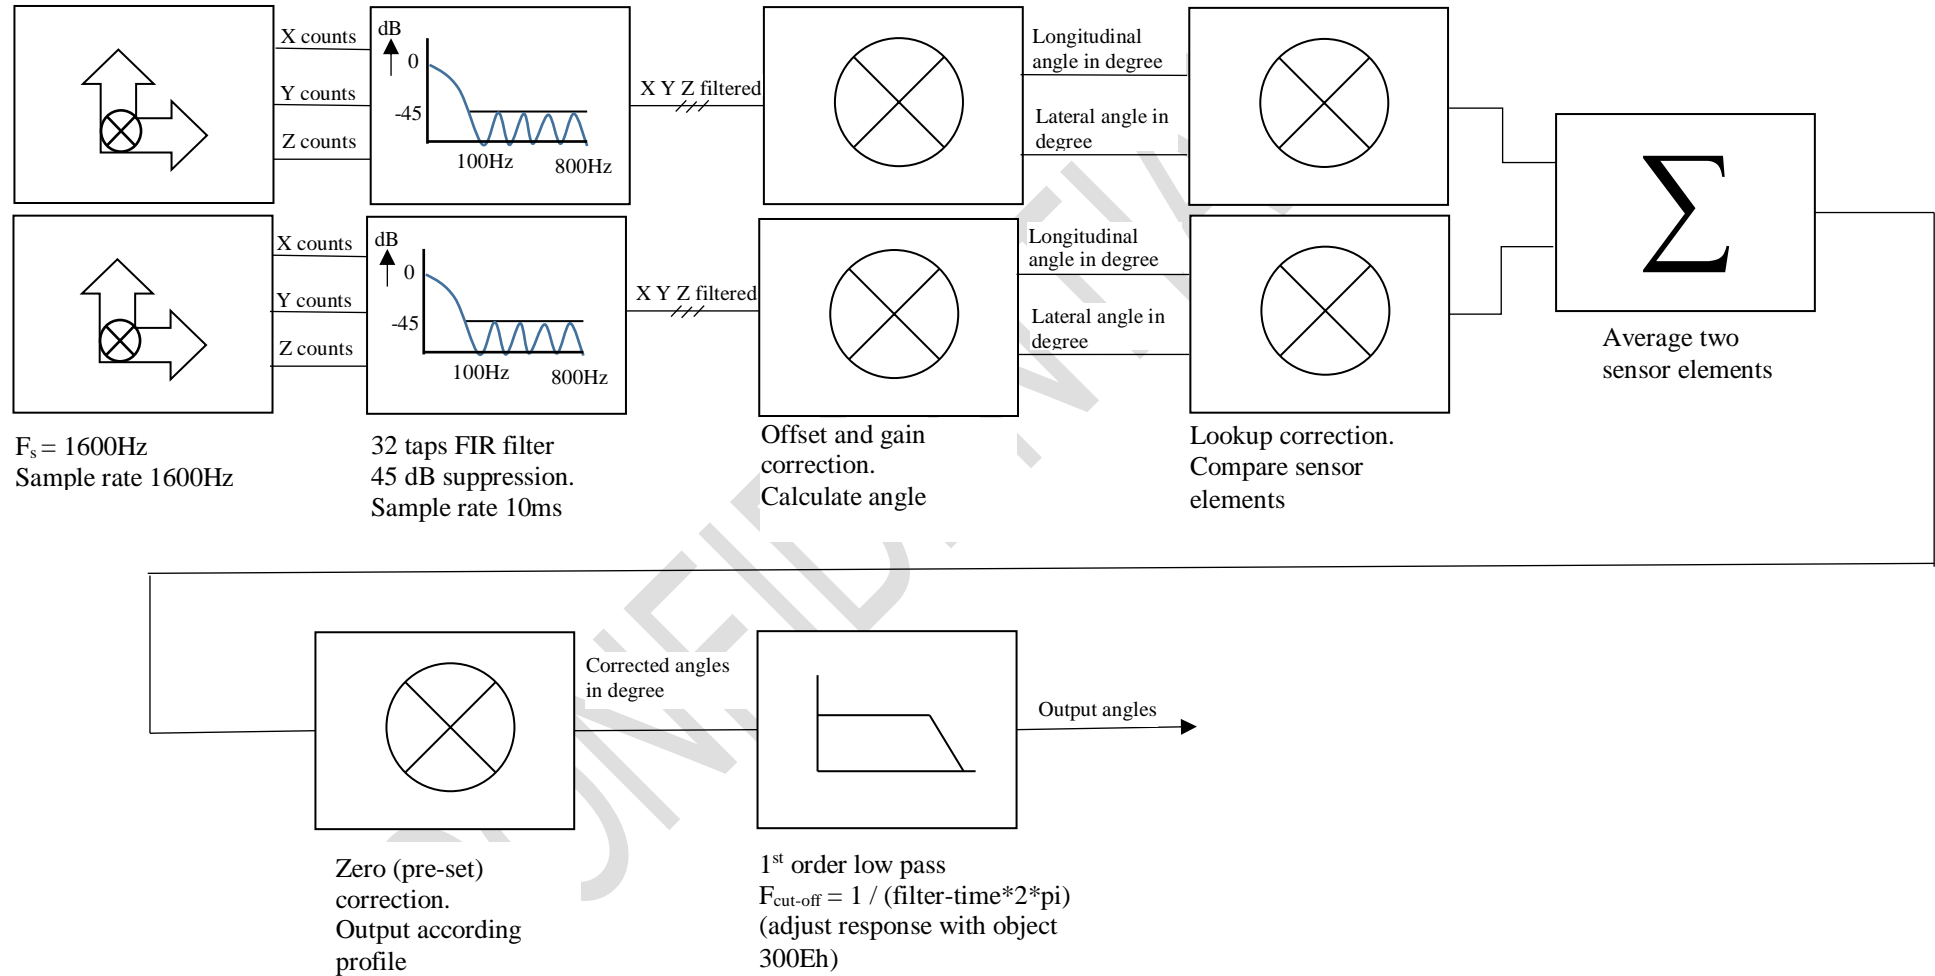 X counts
Y counts
Z counts
dB
0
-45
100Hz
800Hz
X Y Z filtered
Longitudinal
angle in degree
Lateral angle in
degree
X counts
Y counts
Z counts
dB
0
-45
100Hz
800Hz
X Y Z filtered
Longitudinal
angle in degree
Lateral angle in
degree
Σ
Average two
sensor elements
Fs = 1600Hz
Sample rate 1600Hz
32 taps FIR filter
45 dB suppression.
Sample rate 10ms
Offset and gain
correction.
Calculate angle
Lookup correction.
Compare sensor
elements
Corrected angles
in degree
Output angles
Zero (pre-set)
correction.
Output according
profile
1st order low pass
Fcut-off = 1 / (filter-time*2*pi)
(adjust response with object
300Eh)